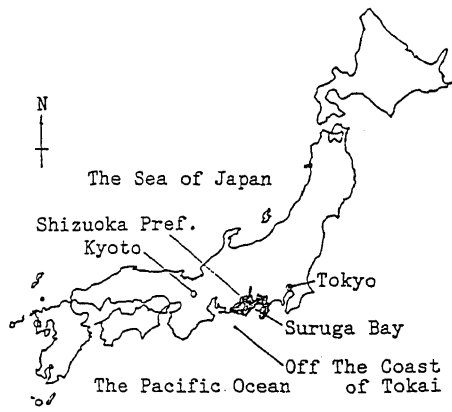 N
The Sea of Japan
Shizuoka Pref.
Kyoto
Tokyo
Suruga Bay
Off The Coast
of Tokai
The Pacific Ocean